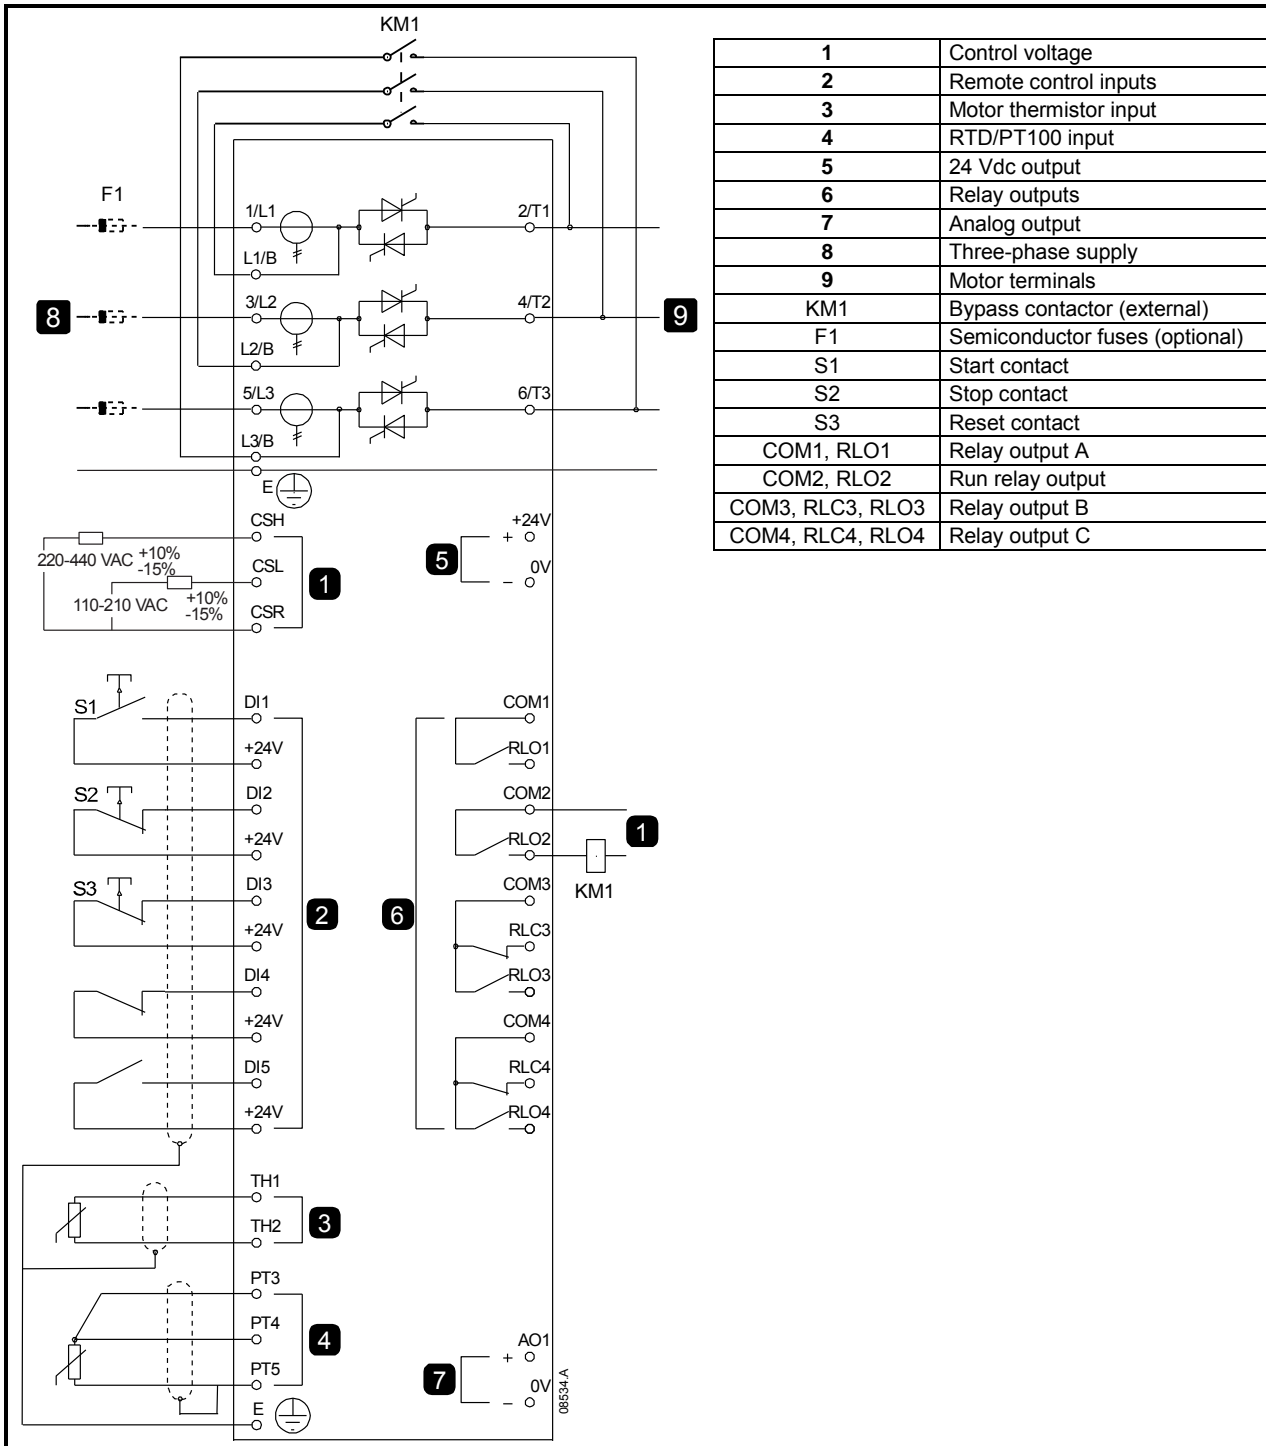 KM1
F1
1/L1
2/T1
L1/B
8
3/L2
4/T2
9
L2/B
5/L3
6/T3
L3/B
E
CSH
+24V
220-440 VAC +10% -15%
CSL
1
5
+
0V
-
110-210 VAC +10% -15%
CSR
S1
DI1
COM1
+24V
RLO1
S2
DI2
COM2
+24V
RLO2
1
S3
DI3
COM3
KM1
2
6
+24V
RLC3
DI4
RLO3
+24V
COM4
DI5
RLC4
+24V
RLO4
TH1
3
TH2
PT3
PT4
4
AO1
PT5
7
+
0V
-
E
08534.A
1 Control voltage
2 Remote control inputs
3 Motor thermistor input
4 RTD/PT100 input
5 24 Vdc output
6 Relay outputs
7 Analog output
8 Three-phase supply
9 Motor terminals
KM1 Bypass contactor (external)
F1 Semiconductor fuses (optional)
S1 Start contact
S2 Stop contact
S3 Reset contact
COM1, RLO1 Relay output A
COM2, RLO2 Run relay output
COM3, RLC3, RLO3 Relay output B
COM4, RLC4, RLO4 Relay output C